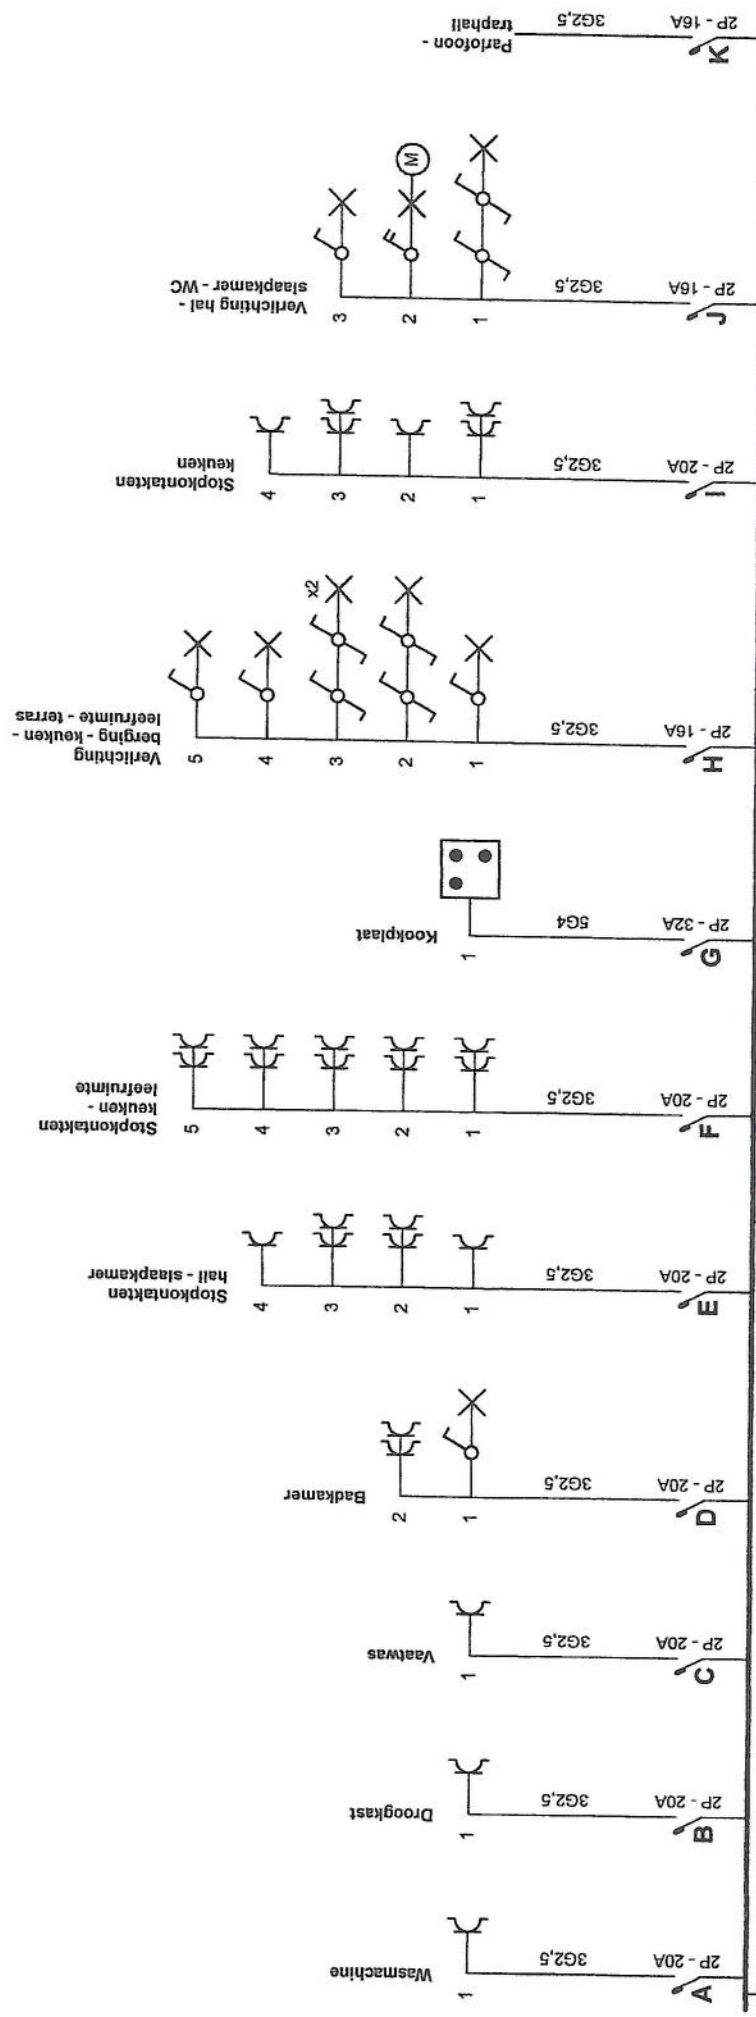 Wasmachine
1
3G2,5
2P - 20A
A
Droogkast
1
3G2,5
2P - 20A
B
Vaatwas
1
3G2,5
2P - 20A
C
Badkamer
2
1
3G2,5
2P - 20A
D
Stopkontakten
hall - slaapkamer
4
3
2
1
3G2,5
2P - 20A
E
Stopkontakten
keuken -
leefruimte
5
4
3
2
1
3G2,5
2P - 20A
F
Kookplaat
1
5G4
2P - 32A
G
Verlichting
berging - keuken -
leefruimte - terras
5
4
3
x2
2
1
3G2,5
2P - 16A
H
Stopkontakten
keuken
4
3
2
1
3G2,5
2P - 20A
I
Verlichting hal -
slaapkamer - WC
3
2
M
1
3G2,5
2P - 16A
J
Parlofoon -
traphall
3G2,5
2P - 16A
K